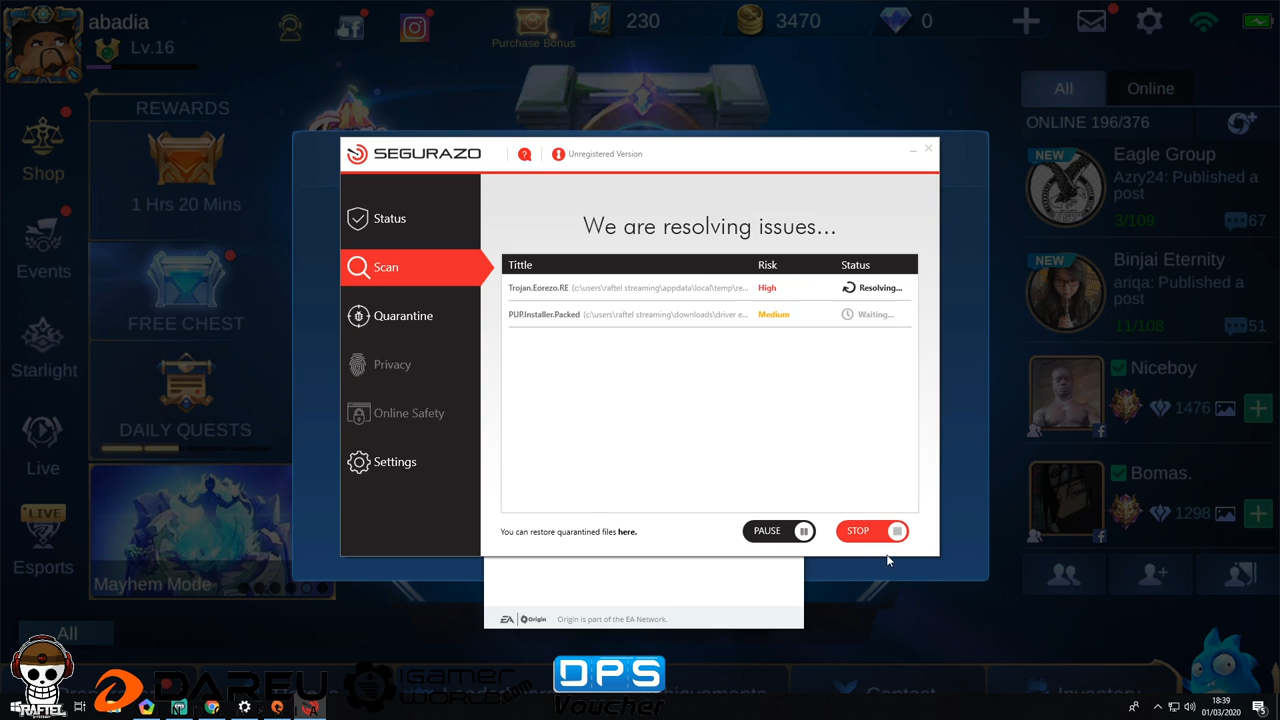 abadia
Lv.16
Purchase Bonus
230
3470
0
All
Online
ONLINE 196/376
REWARDS
1 Hrs 20 Mins
FREE CHEST
DAILY QUESTS
Mayhem Mode
All
Shop
Events
Starlight
Live
LIVE
Esports
SEGURAZO
Unregistered Version
Status
Scan
Quarantine
Privacy
Online Safety
Settings
We are resolving issues...
Tittle Risk Status
Trojan.Eorezo.RE (c:\users\raftel streaming\appdata\local\temp\re... High Resolving...
PUP.Installer.Packed (c:\users\raftel streaming\downloads\driver e... Medium Waiting...
You can restore quarantined files here.
PAUSE
STOP
EA Origin Origin is part of the EA Network.
NEW
Eagle Group
Azry24: Published a
post
3/109
67
NEW
Binjai Eternity
ariqa: Published a
post
11/108
51
Niceboy
1476
Bomas.
1298
RAFTEL
DAREU
IGAMER
WORLD.com
DPS
Voucher
Contest
Inventory
18:39
01/03/2020